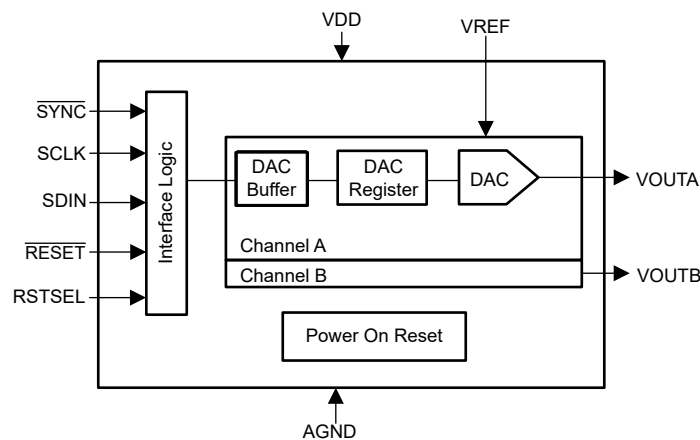 VDD
VREF
SYNC
SCLK
SDIN
RESET
RSTSEL
Interface Logic
DAC
Buffer
DAC
Register
DAC
VOUTA
Channel A
Channel B
VOUTB
Power On Reset
AGND